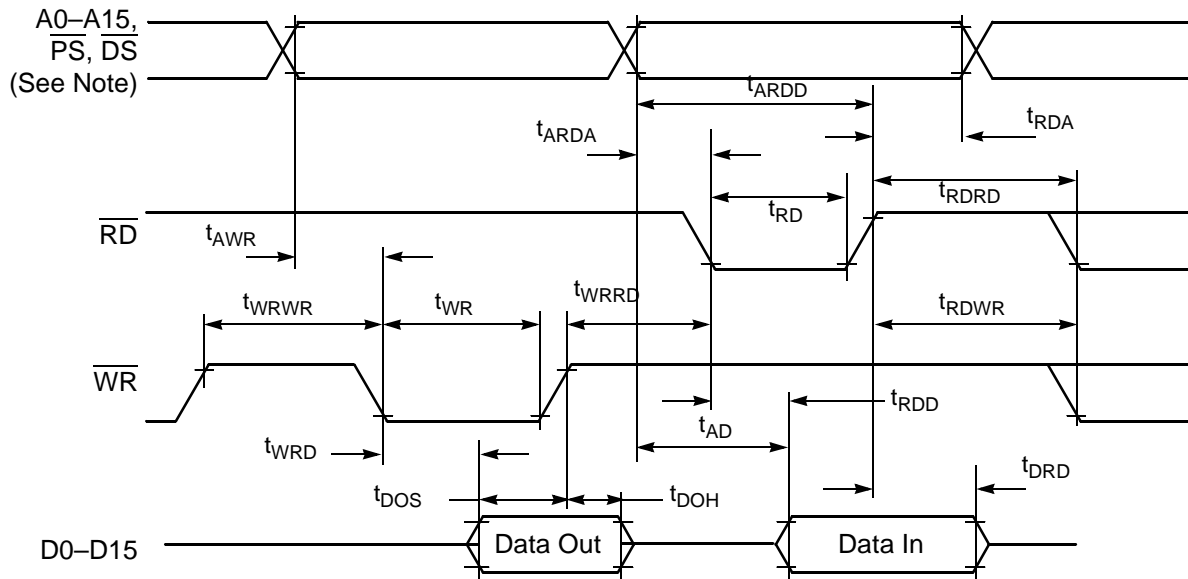 A0–A15,
PS, DS
(See Note)
tARDD
tARDA
tRDA
tRD
tRDRD
RD
tAWR
tWRWR
tWR
tWRRD
tRDWR
WR
tRDD
tAD
tWRD
tDRD
tDOS
tDOH
D0–D15
Data Out
Data In